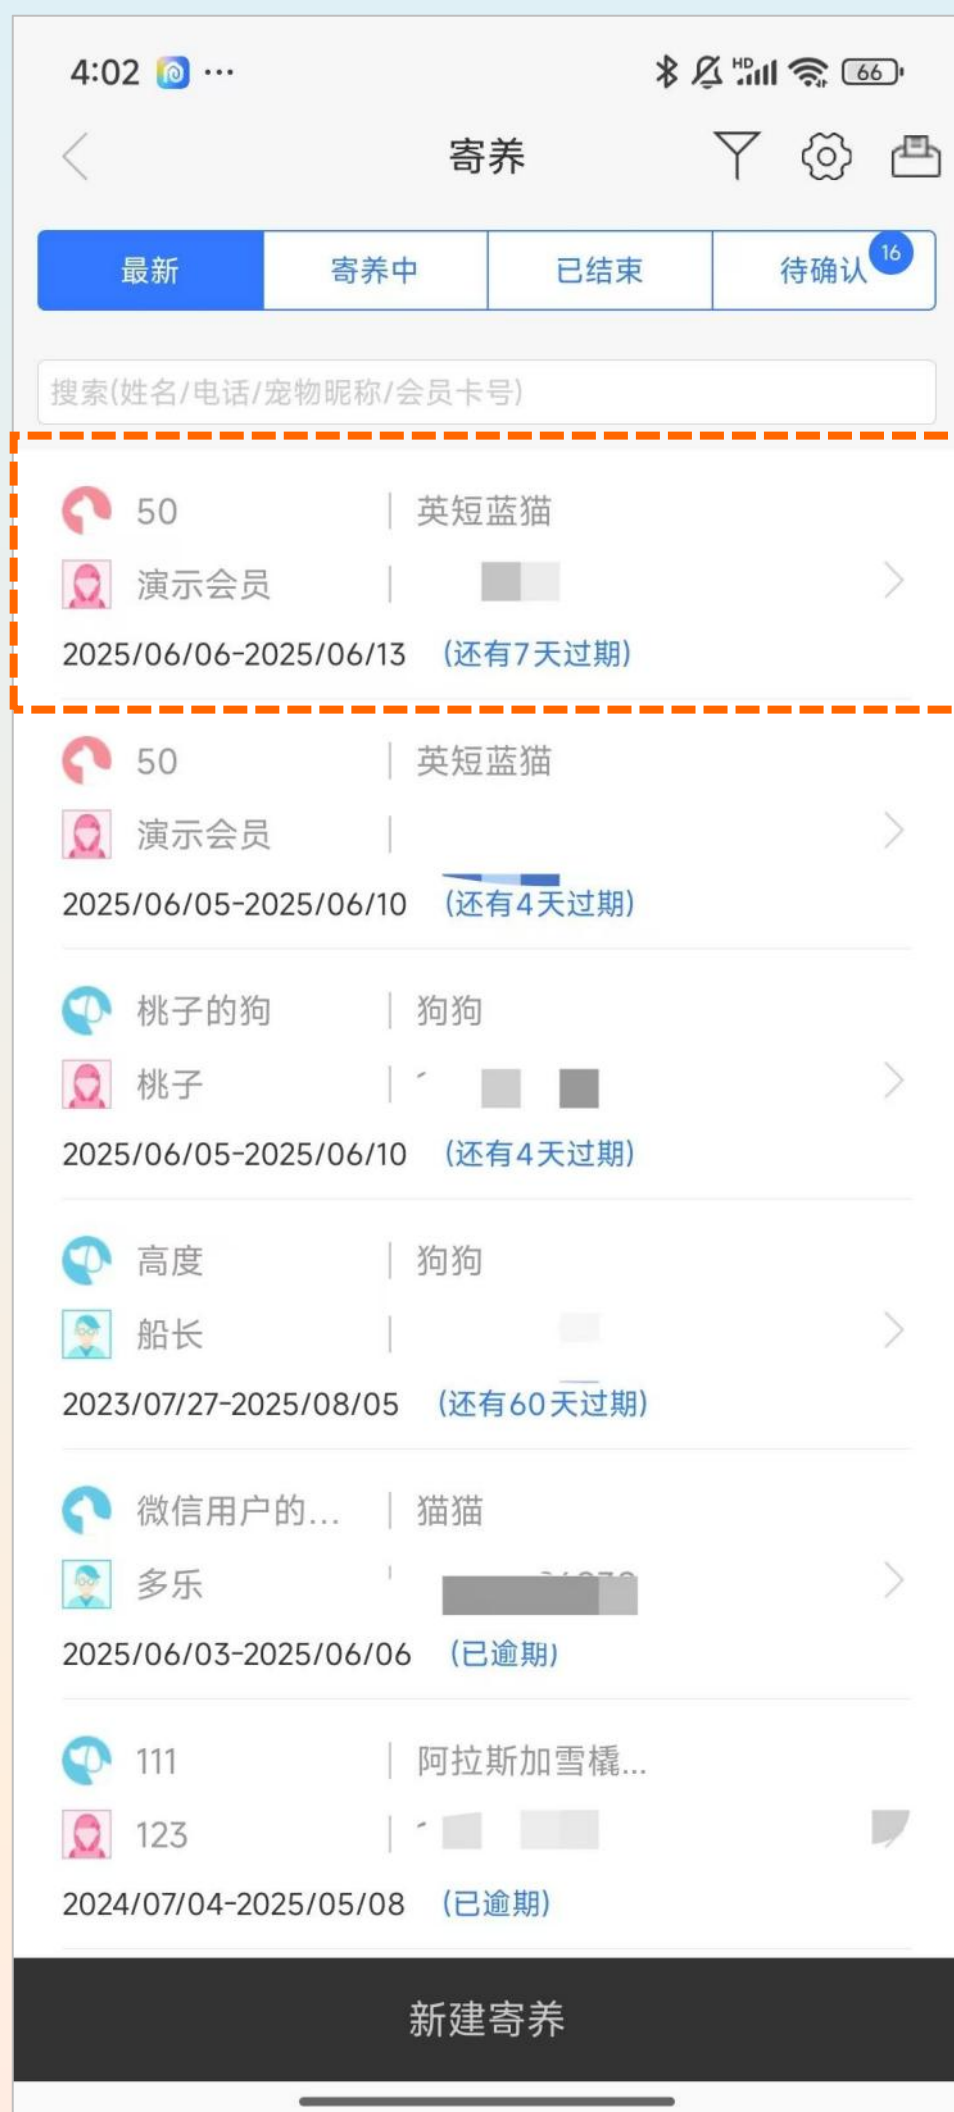 4:02 ... HD 66
寄养
最新 寄养中 已结束 待确认 16
搜索(姓名/电话/宠物昵称/会员卡号)
50 | 英短蓝猫
演示会员 |
2025/06/06-2025/06/13 (还有7天过期)
50 | 英短蓝猫
演示会员 |
2025/06/05-2025/06/10 (还有4天过期)
桃子的狗 | 狗狗
桃子 |
2025/06/05-2025/06/10 (还有4天过期)
高度 | 狗狗
船长 |
2023/07/27-2025/08/05 (还有60天过期)
微信用户的... | 猫猫
多乐
2025/06/03-2025/06/06 (已逾期)
111 | 阿拉斯加雪橇...
123 |
2024/07/04-2025/05/08 (已逾期)
新建寄养